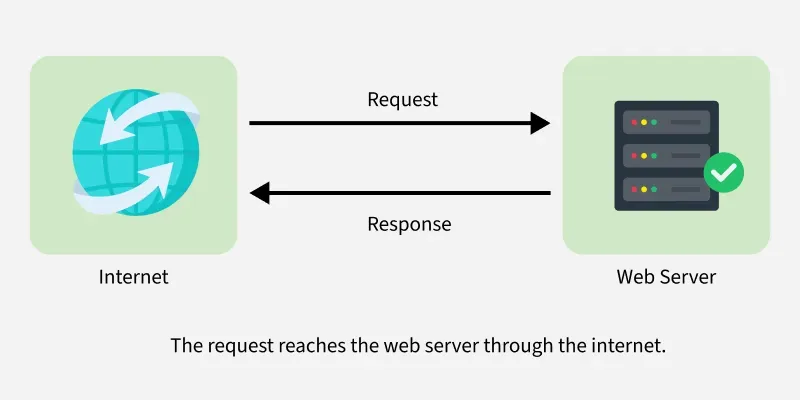 Request
Response
Internet
Web Server
The request reaches the web server through the internet.